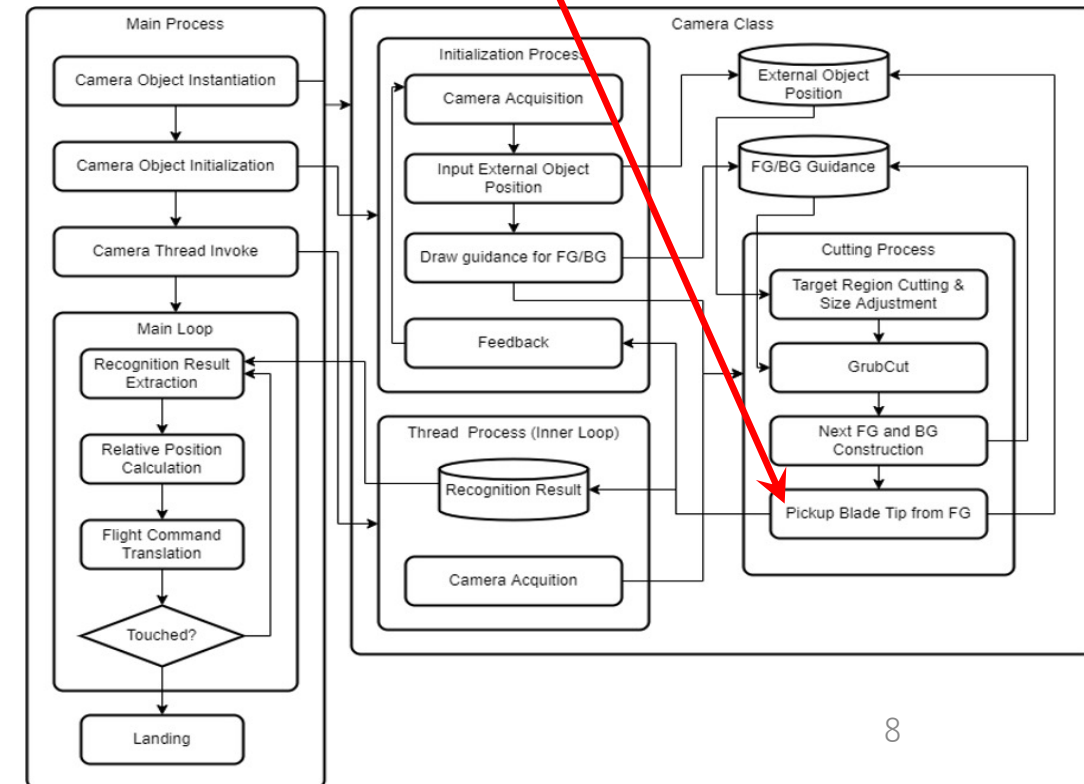 Main Process
Camera Object Instantiation
Camera Object Initialization
Camera Thread Invoke
Main Loop
Recognition Result
Extraction
Relative Position
Calculation
Flight Command
Translation
Touched?
Landing
Camera Class
Initialization Process
Camera Acquisition
Input External Object
Position
Draw guidance for FG/BG
Feedback
Thread Process (Inner Loop)
Recognition Result
Camera Acquition
External Object
Position
FG/BG Guidance
Cutting Process
Target Region Cutting &
Size Adjustment
GrubCut
Next FG and BG
Construction
Pickup Blade Tip from FG
8